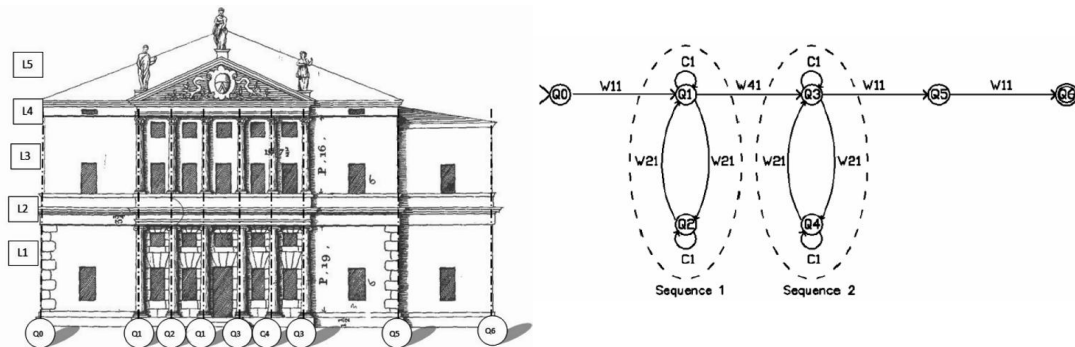 L5
L4
L3
L2
L1
P. 16.
P. 19.
6
6
Q0 Q1 Q2 Q1 Q3 C4 Q3 Q5 Q6
C1 C1
W11 W41 W11 W11
Q0 Q1 Q3 Q5 Q6
W21 W21 W21 W21
Q2 Q4
C1 C1
Sequence 1 Sequence 2